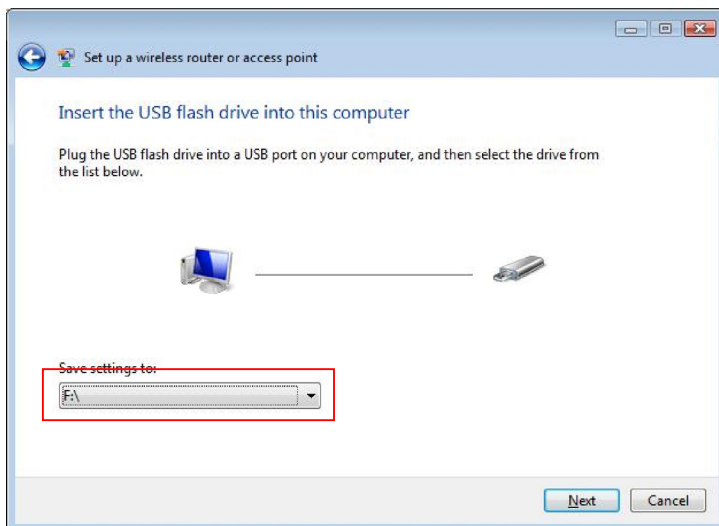 Set up a wireless router or access point
Insert the USB flash drive into this computer
Plug the USB flash drive into a USB port on your computer, and then select the drive from
the list below.
Save settings to:
F:\
Next
Cancel